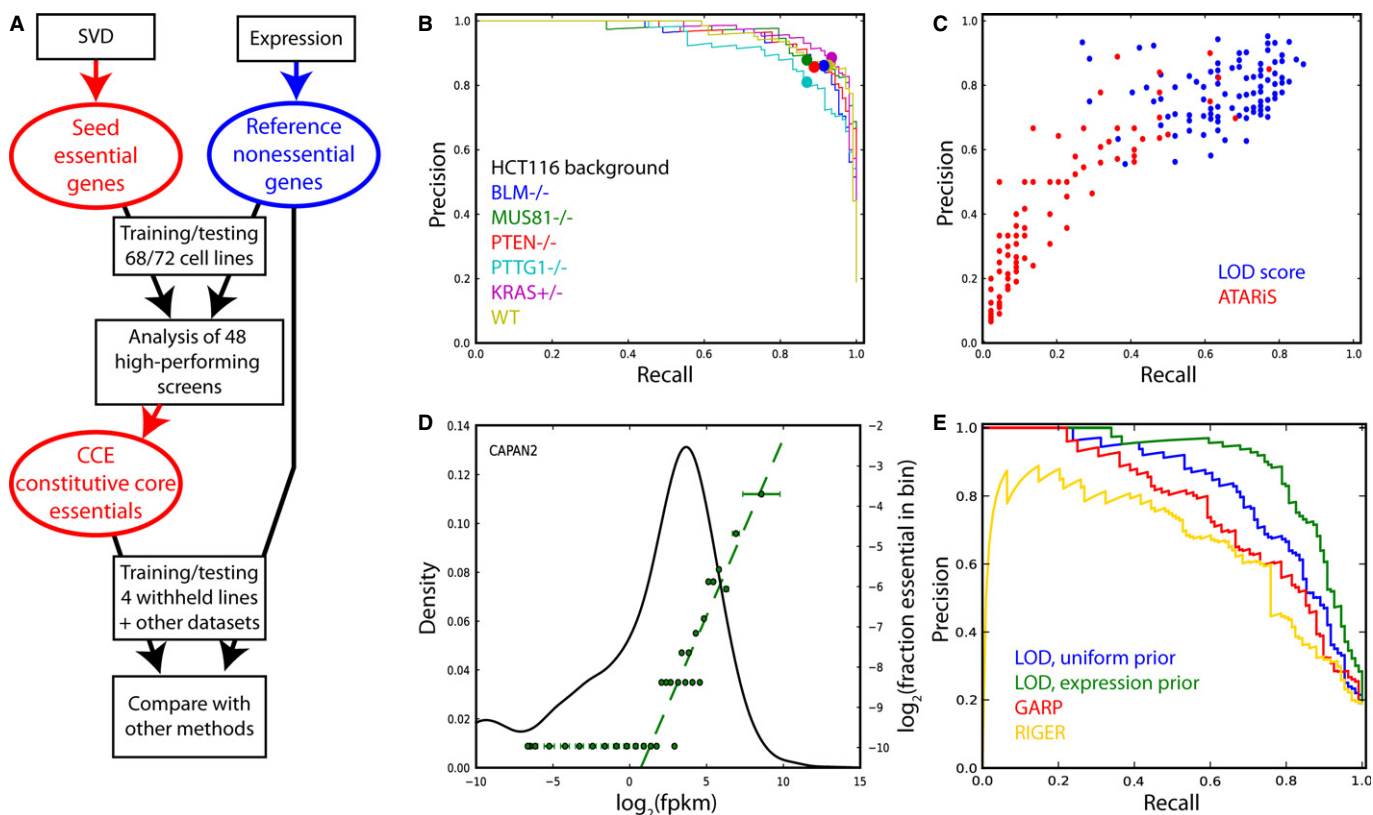 A
SVD
Expression
Seed
essential
genes
Reference
nonessential
genes
Training/testing
68/72 cell lines
Analysis of 48
high-performing
screens
CCE
constitutive core
essentials
Training/testing
4 withheld lines
+ other datasets
Compare with
other methods
B
Precision
1.0
0.8
0.6
0.4
0.2
0.0
HCT116 background
BLM-/-
MUS81-/-
PTEN-/-
PTTG1-/-
KRAS+/-
WT
0.0 0.2 0.4 0.6 0.8 1.0
Recall
C
Precision
1.0
0.8
0.6
0.4
0.2
0.0
LOD score
ATARiS
0.0 0.2 0.4 0.6 0.8 1.0
Recall
D
CAPAN2
Density
0.14
0.12
0.10
0.08
0.06
0.04
0.02
0.00
−10 −5 0 5 10 15
log2(fpkm)
−2
−3
−4
−5
−6
−7
−8
−9
−10
log2(fraction essential in bin)
E
Precision
1.0
0.8
0.6
0.4
0.2
0.0
LOD, uniform prior
LOD, expression prior
GARP
RIGER
0.0 0.2 0.4 0.6 0.8 1.0
Recall